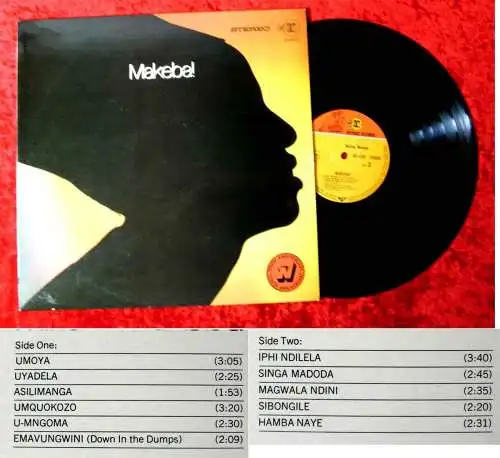 Makeba!
Side One:
UMOYA (3:05)
UYADELA (2:25)
ASILIMANGA (1:53)
UMQUOKOZO (3:20)
U-MNGOMA (2:30)
EMAVUNGWINI (Down In the Dumps) (2:09)
Side Two:
IPHI NDILELA (3:40)
SINGA MADODA (2:45)
MAGWALA NDINI (2:35)
SIBONGILE (2:20)
HAMBA NAYE (2:31)